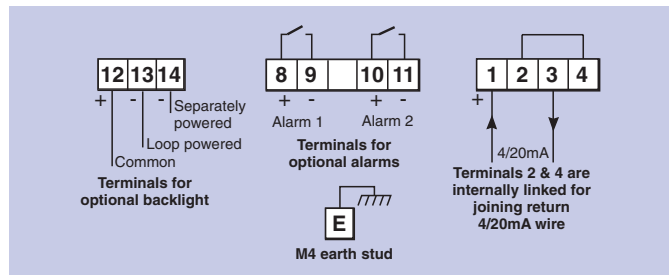 12 13 14
+ - -
Separately
powered
Loop powered
Common
Terminals for
optional backlight
8 9 10 11
+ - + -
Alarm 1 Alarm 2
Terminals for
optional alarms
E
M4 earth stud
1 2 3 4
+
4/20mA
Terminals 2 & 4 are
internally linked for
joining return
4/20mA wire